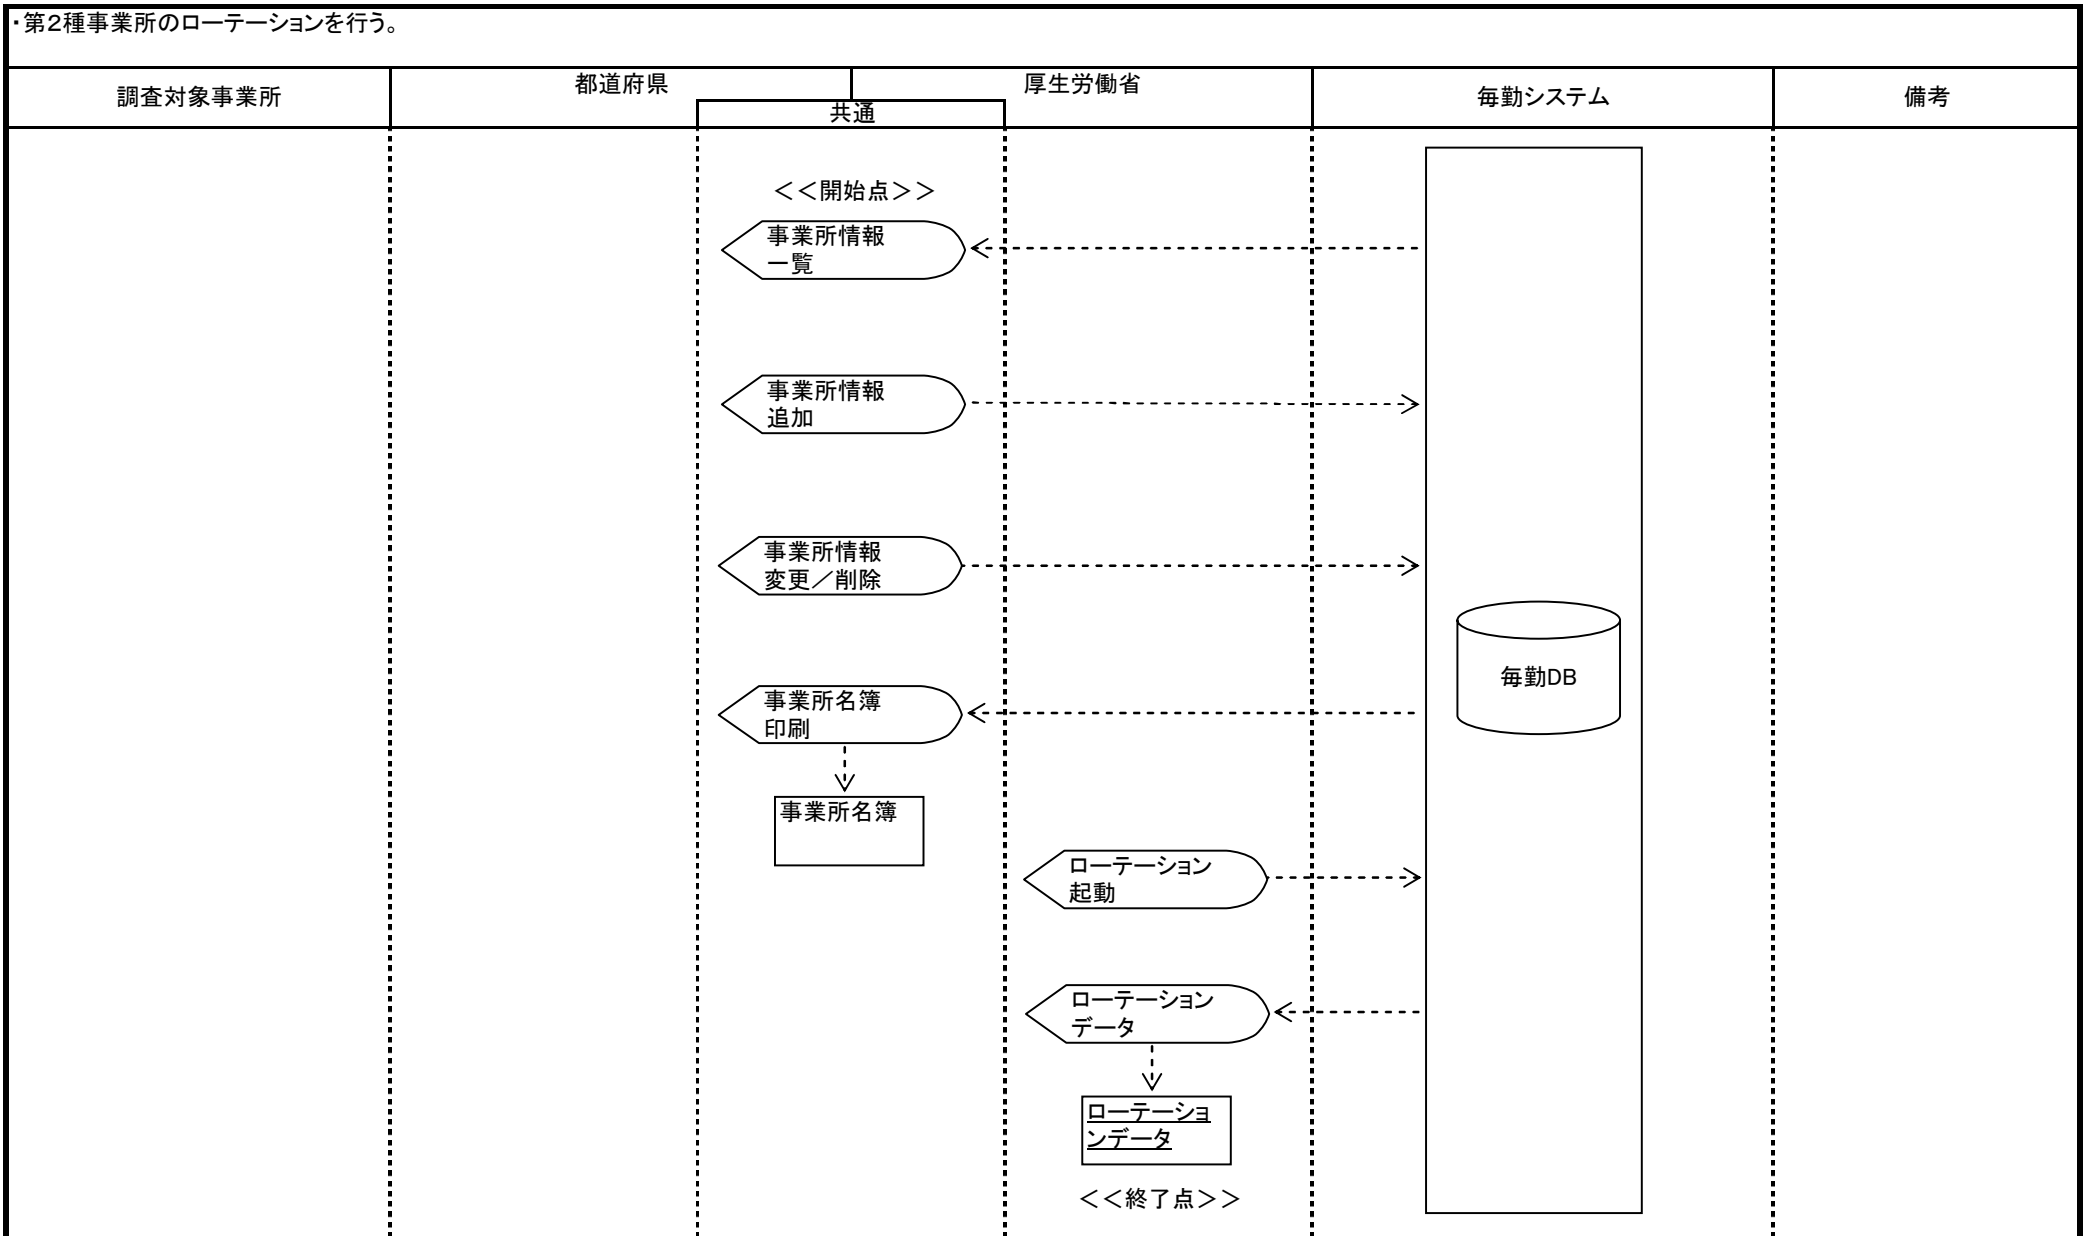 ・第2種事業所のローテーションを行う。
調査対象事業所
都道府県
厚生労働省
共通
毎勤システム
備考
＜＜開始点＞＞
事業所情報
一覧
事業所情報
追加
事業所情報
変更／削除
毎勤DB
事業所名簿
印刷
事業所名簿
ローテーション
起動
ローテーション
データ
ローテーショ
ンデータ
＜＜終了点＞＞